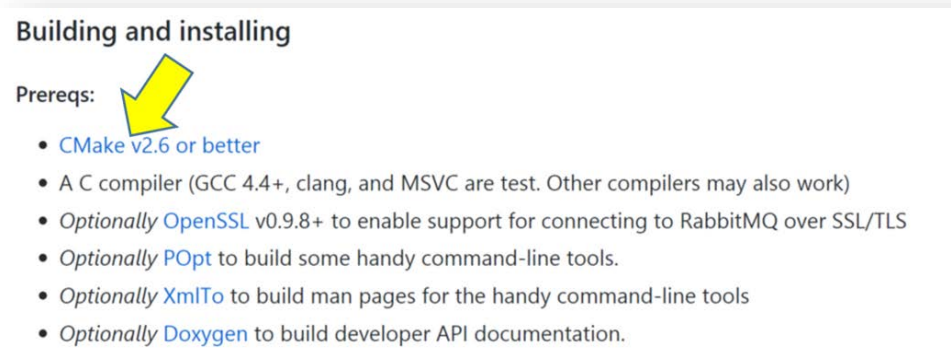 Building and installing
Prereqs:
• CMake v2.6 or better
• A C compiler (GCC 4.4+, clang, and MSVC are test. Other compilers may also work)
• Optionally OpenSSL v0.9.8+ to enable support for connecting to RabbitMQ over SSL/TLS
• Optionally POpt to build some handy command-line tools.
• Optionally XmlTo to build man pages for the handy command-line tools
• Optionally Doxygen to build developer API documentation.